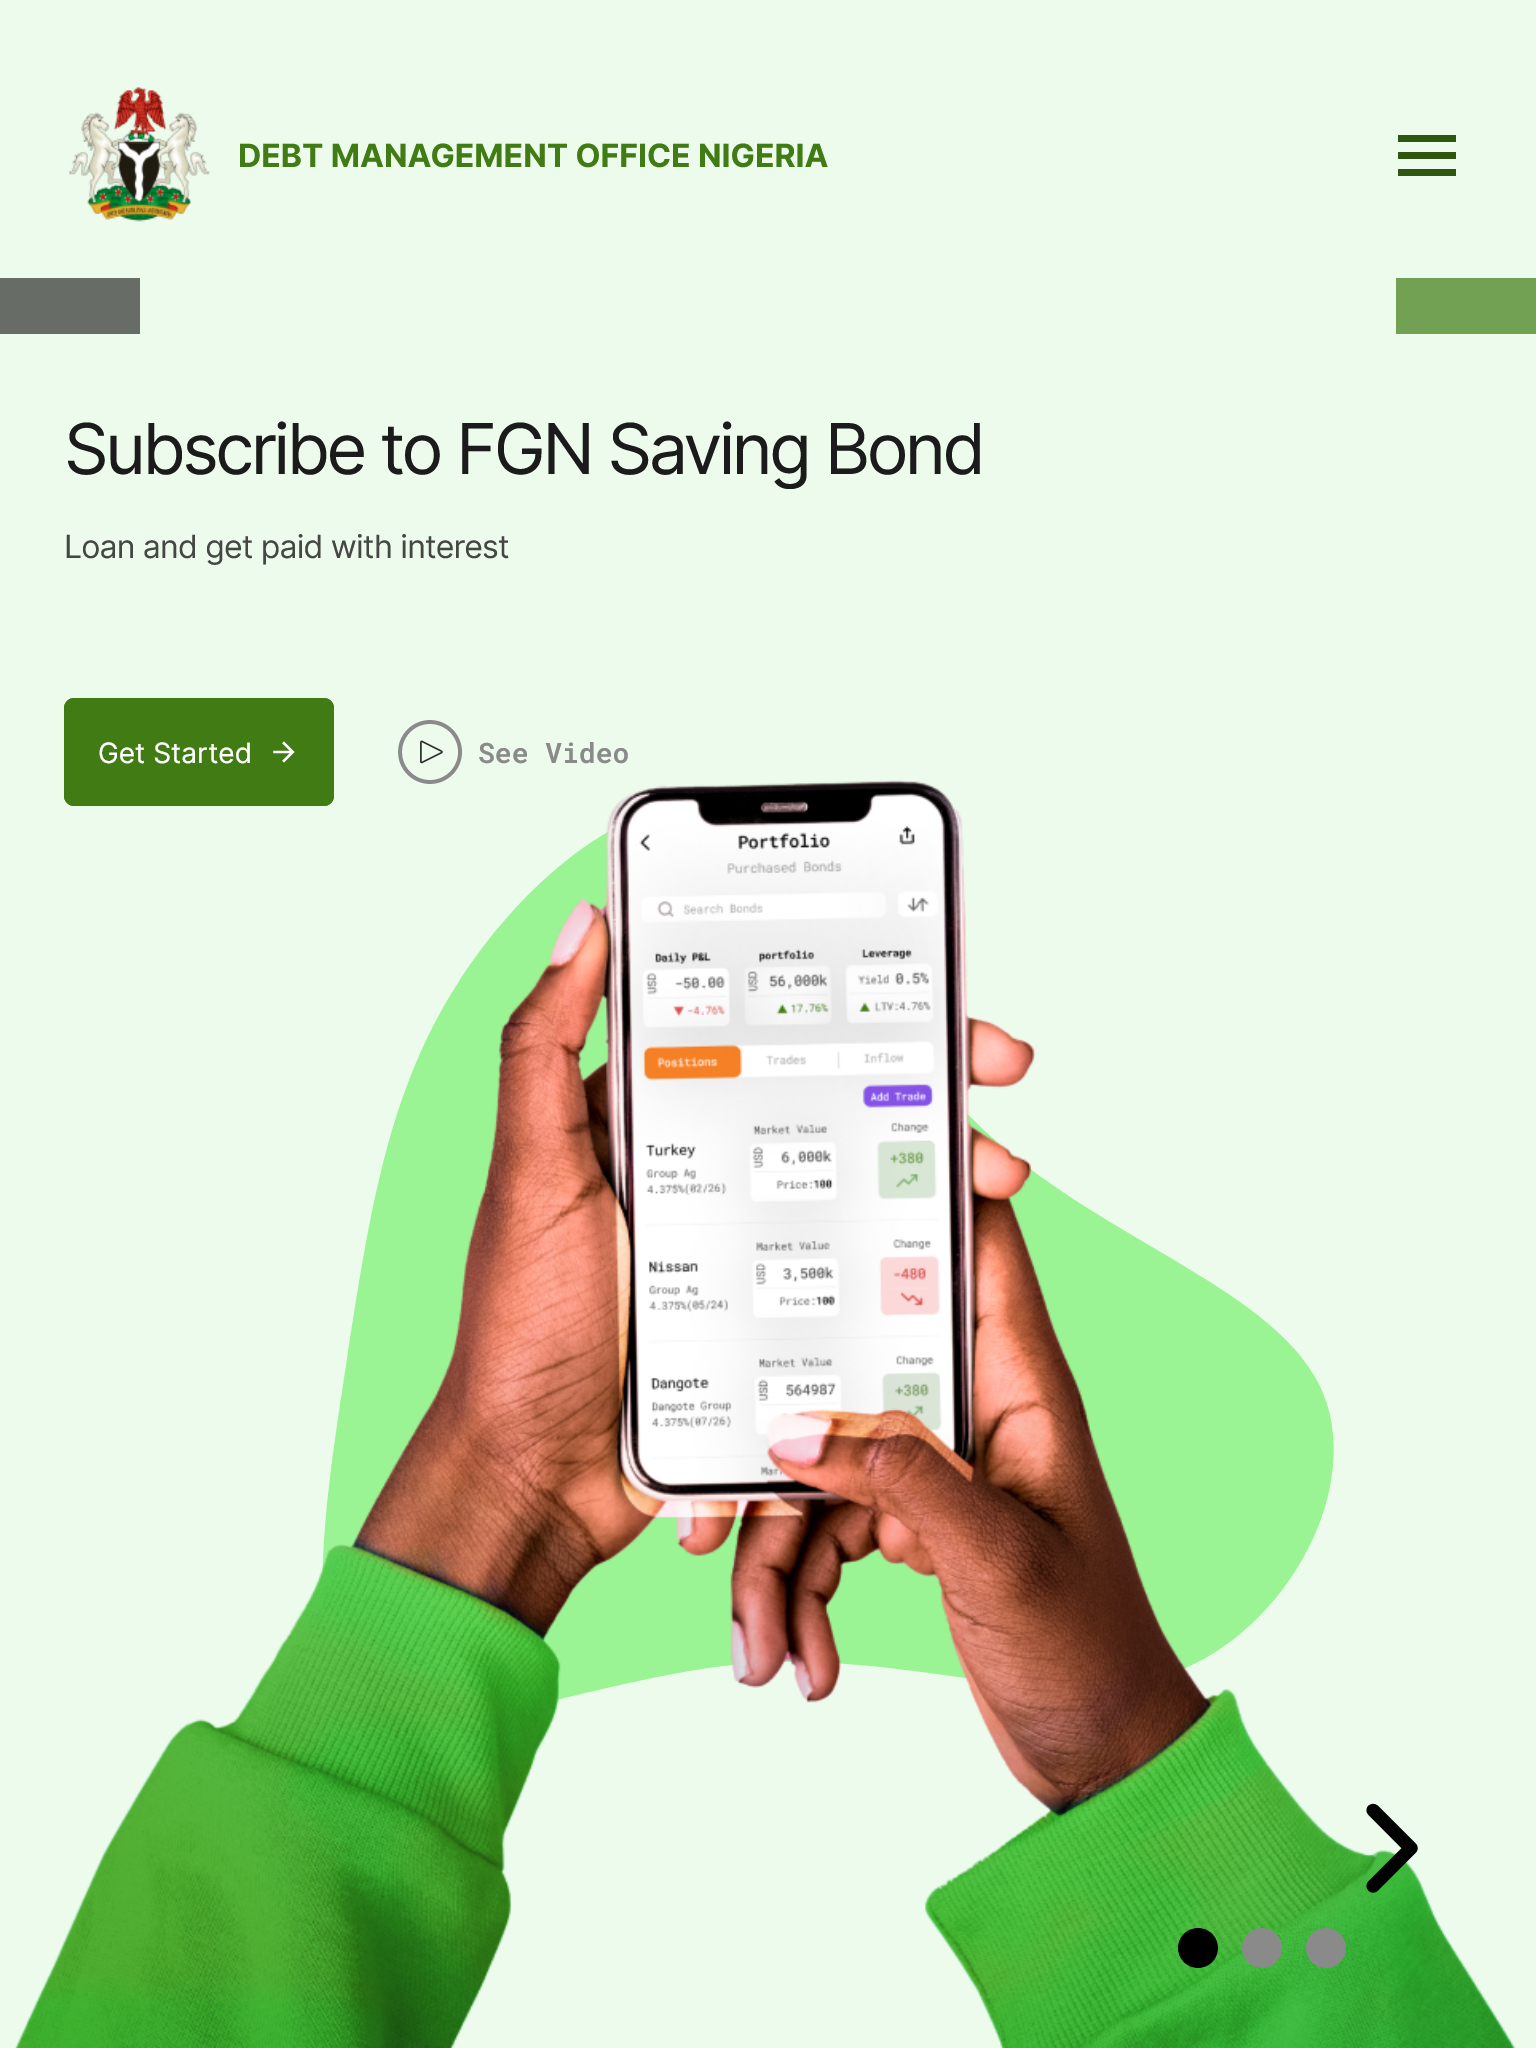 DEBT MANAGEMENT OFFICE NIGERIA
Subscribe to FGN Saving Bond
Loan and get paid with interest
Get Started
See Video
Portfolio
Purchased Bonds
Search Bonds
Daily P&L portfolio Leverage
USD -50.00 USD 56,000k Yield 0.5%
-4.76% 17.76% LTV:4.76%
Positions Trades Inflow
Add Trade
Market Value Change
Turkey USD 6,000k +380
Group Ag
4.375%(02/26) Price:100
Market Value Change
Nissan USD 3,500k -480
Group Ag
4.375%(05/24) Price:100
Market Value Change
Dangote USD 564987 +380
Dangote Group
4.375%(07/26)